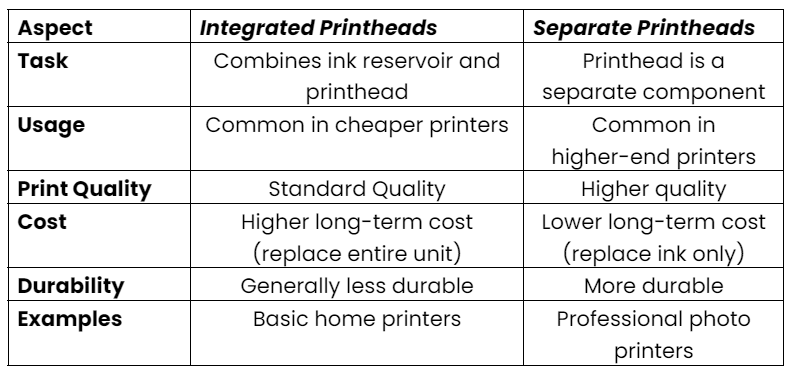 Aspect Integrated Printheads Separate Printheads
Task Combines ink reservoir and printhead Printhead is a separate component
Usage Common in cheaper printers Common in higher-end printers
Print Quality Standard Quality Higher quality
Cost Higher long-term cost (replace entire unit) Lower long-term cost (replace ink only)
Durability Generally less durable More durable
Examples Basic home printers Professional photo printers